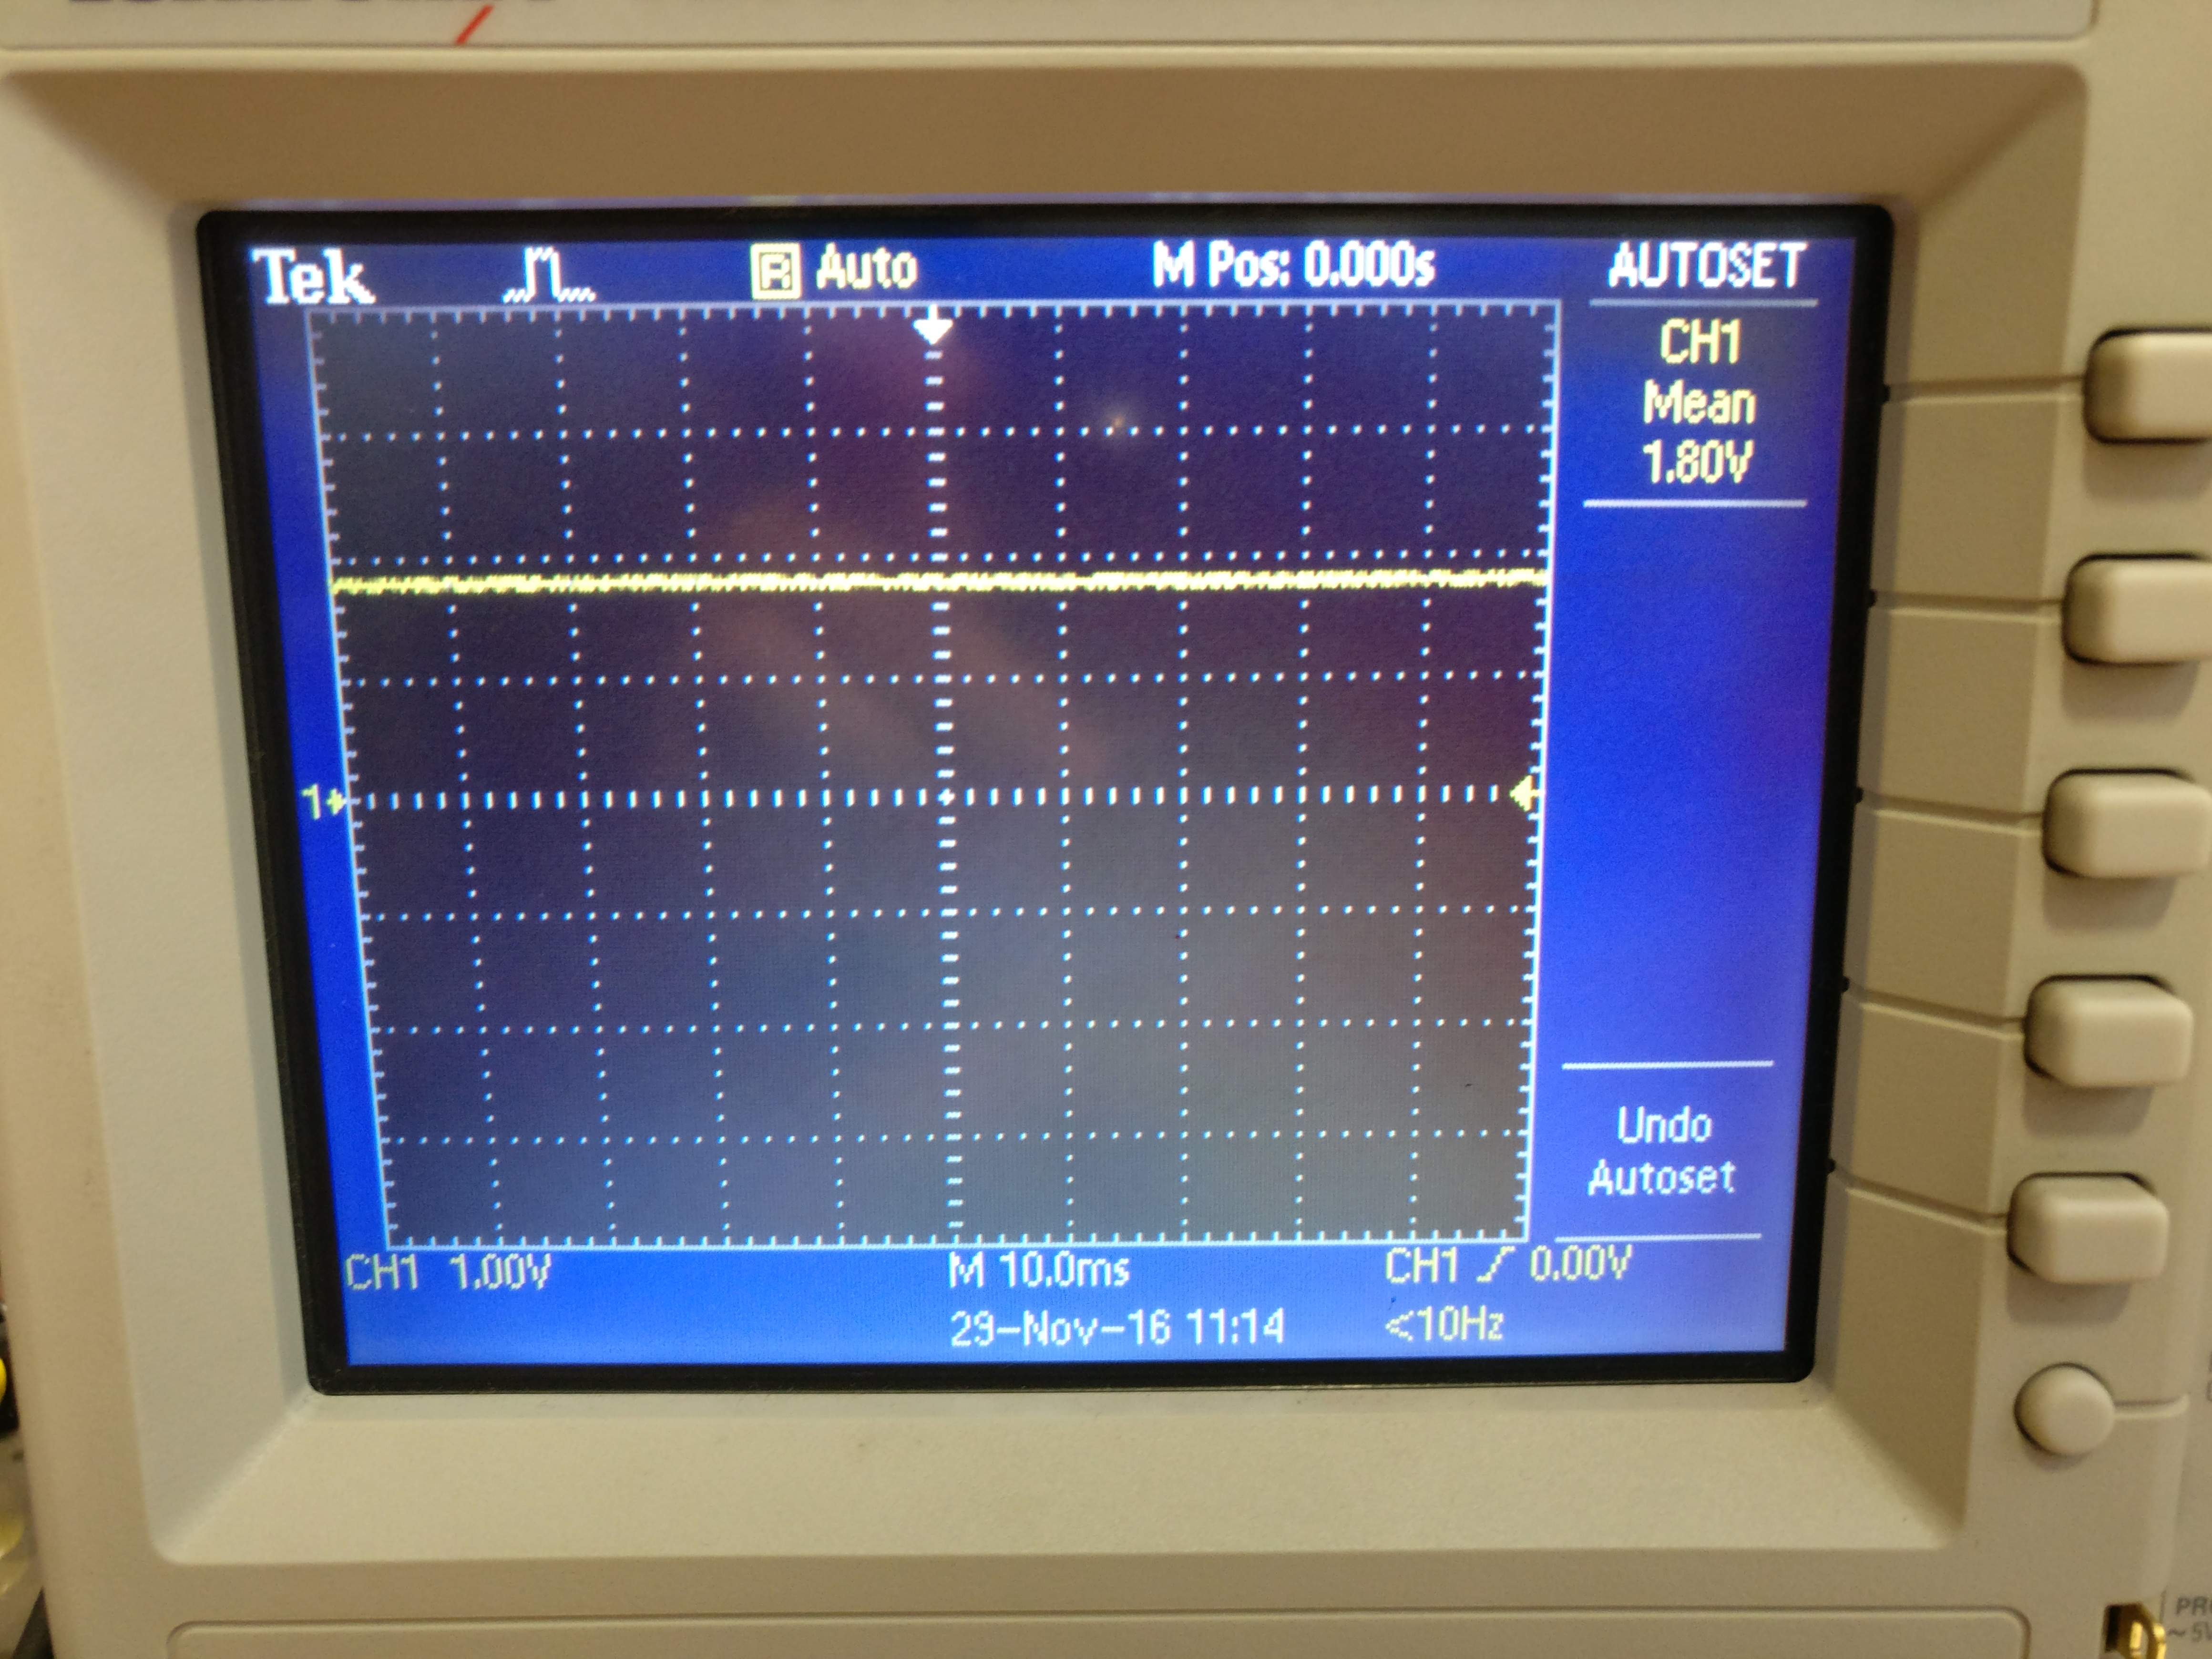 Tek R Auto M Pos: 0.000s AUTOSET
CH1
Mean
1.80V
1
Undo
Autoset
CH1 1.00V M 10.0ms CH1 0.00V
29-Nov-16 11:14 <10Hz